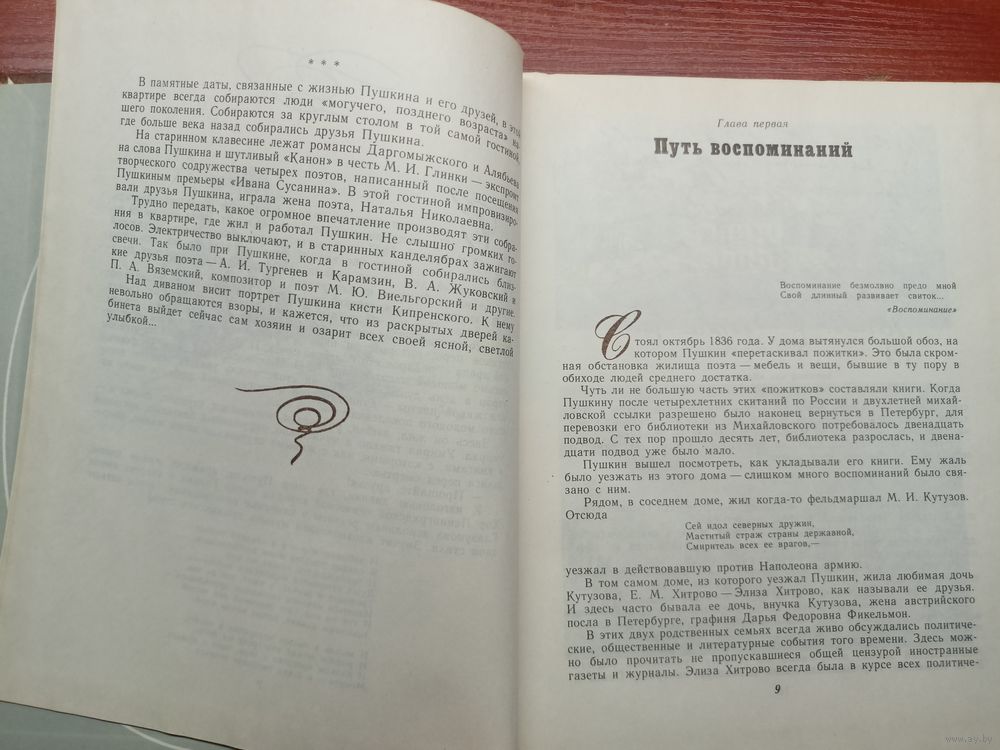 * * *
В памятные даты, связанные с жизнью Пушкина и его друзей, в этой
квартире всегда собираются люди «могучего, позднего возраста» на-
шего поколения. Собираются за круглым столом в той самой гостиной,
где больше века назад собирались друзья Пушкина.
На старинном клавесине лежат романсы Даргомыжского и Алябьева
на слова Пушкина и шутливый «Канон» в честь М. И. Глинки — экспромт
творческого содружества четырех поэтов, написанный после посещения
Пушкиным премьеры «Ивана Сусанина». В этой гостиной импровизиро-
вали друзья Пушкина, играла жена поэта, Наталья Николаевна.
Трудно передать, какое огромное впечатление производят эти собра-
ния в квартире, где жил и работал Пушкин. Не слышно громких го-
лосов. Электричество выключают, и в старинных канделябрах зажигают
свечи. Так было при Пушкине, когда в гостиной собирались близ-
кие друзья поэта — А. И. Тургенев и Карамзин, В. А. Жуковский и
П. А. Вяземский, композитор и поэт М. Ю. Виельгорский и другие.
Над диваном висит портрет Пушкина кисти Кипренского. К нему
невольно обращаются взоры, и кажется, что из раскрытых дверей ка-
бинета выйдет сейчас сам хозяин и озарит всех своей ясной, светлой
улыбкой...
Глава первая
Путь воспоминаний
Воспоминание безмолвно предо мной
Свой длинный развивает свиток...
«Воспоминание»
Стоял октябрь 1836 года. У дома вытянулся большой обоз, на
котором Пушкин «перетаскивал пожитки». Это была скром-
ная обстановка жилища поэта — мебель и вещи, бывшие в ту пору в
обиходе людей среднего достатка.
Чуть ли не большую часть этих «пожитков» составляли книги. Когда
Пушкину после четырехлетних скитаний по России и двухлетней михай-
ловской ссылки разрешено было наконец вернуться в Петербург, для
перевозки его библиотеки из Михайловского потребовалось двенадцать
подвод. С тех пор прошло десять лет, библиотека разрослась, и двена-
дцати подвод уже было мало.
Пушкин вышел посмотреть, как укладывали его книги. Ему жаль
было уезжать из этого дома — слишком много воспоминаний было свя-
зано с ним.
Рядом, в соседнем доме, жил когда-то фельдмаршал М. И. Кутузов.
Отсюда
Сей идол северных дружин,
Маститый страж страны державной,
Смиритель всех ее врагов,—
уезжал в действовавшую против Наполеона армию.
В том самом доме, из которого уезжал Пушкин, жила любимая дочь
Кутузова, Е. М. Хитрово — Элиза Хитрово, как называли ее друзья.
И здесь часто бывала ее дочь, внучка Кутузова, жена австрийского
посла в Петербурге, графиня Дарья Федоровна Фикельмон.
В этих двух родственных семьях всегда живо обсуждались политиче-
ские, общественные и литературные события того времени. Здесь мож-
но было прочитать не пропускавшиеся общей цензурой иностранные
газеты и журналы. Элиза Хитрово всегда была в курсе всех политиче-
9
www.ay.by